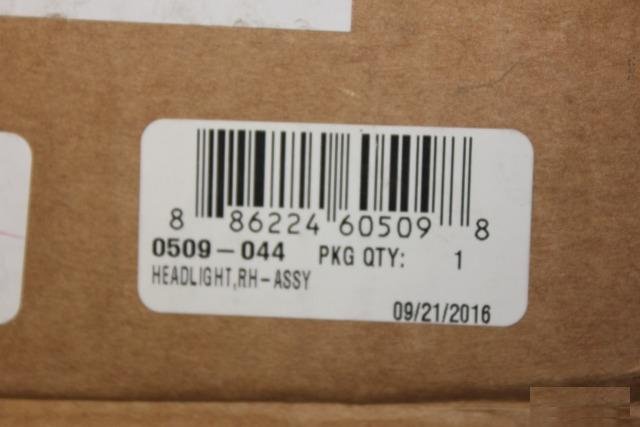 8 86224 60509 8
0509-044 PKG QTY: 1
HEADLIGHT,RH-ASSY
09/21/2016